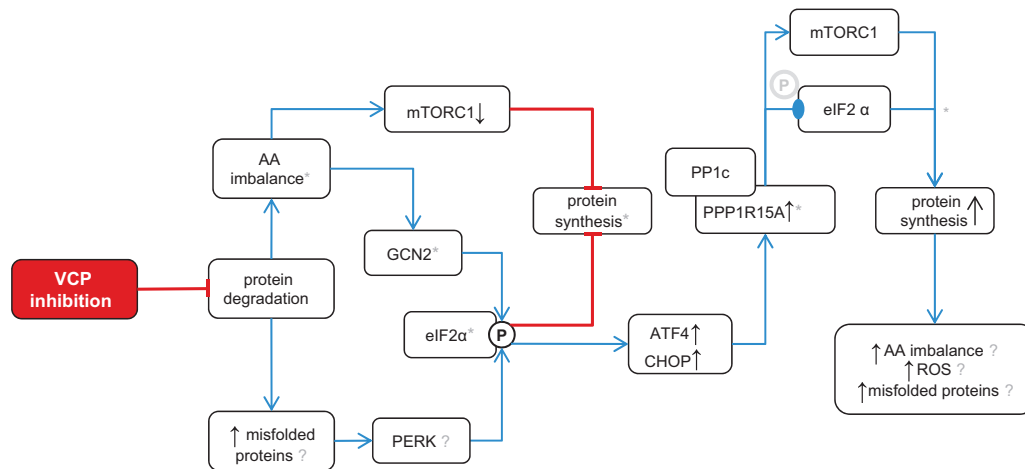 mTORC1
P
eIF2 α
*
mTORC1↓
AA
imbalance*
PP1c
PPP1R15A↑*
protein
synthesis*
protein
synthesis↑
GCN2*
VCP
inhibition
protein
degradation
eIF2α*
P
ATF4↑
CHOP↑
↑AA imbalance ?
↑ROS ?
↑misfolded proteins ?
↑ misfolded
proteins ?
PERK ?